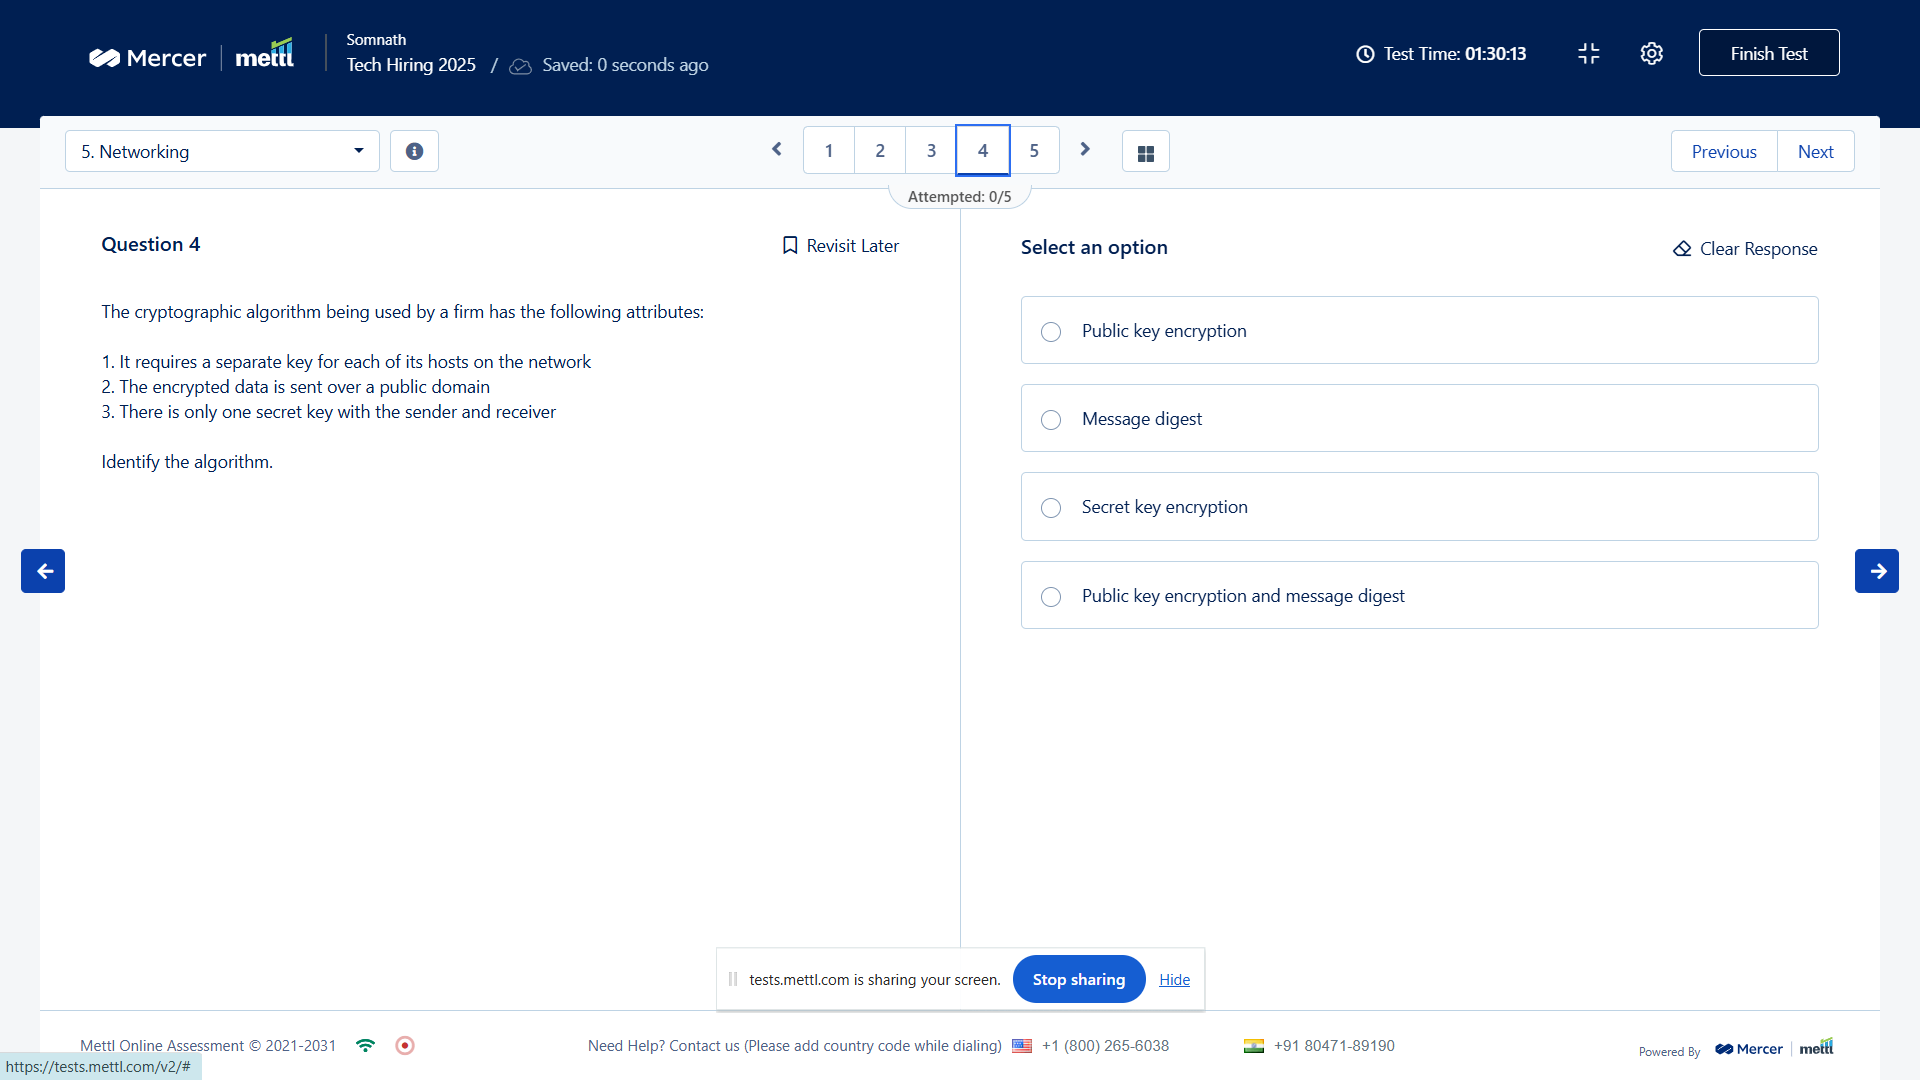 Mercer | mettl
Somnath
Tech Hiring 2025 / Saved: 0 seconds ago
Test Time: 01:30:13
Finish Test
5. Networking
1 2 3 4 5
Previous
Next
Attempted: 0/5
Question 4
Revisit Later
The cryptographic algorithm being used by a firm has the following attributes:
1. It requires a separate key for each of its hosts on the network
2. The encrypted data is sent over a public domain
3. There is only one secret key with the sender and receiver
Identify the algorithm.
Select an option
Clear Response
Public key encryption
Message digest
Secret key encryption
Public key encryption and message digest
tests.mettl.com is sharing your screen.
Stop sharing
Hide
Mettl Online Assessment © 2021-2031
Need Help? Contact us (Please add country code while dialing)
+1 (800) 265-6038
+91 80471-89190
Powered By
Mercer | mettl
https://tests.mettl.com/v2/#